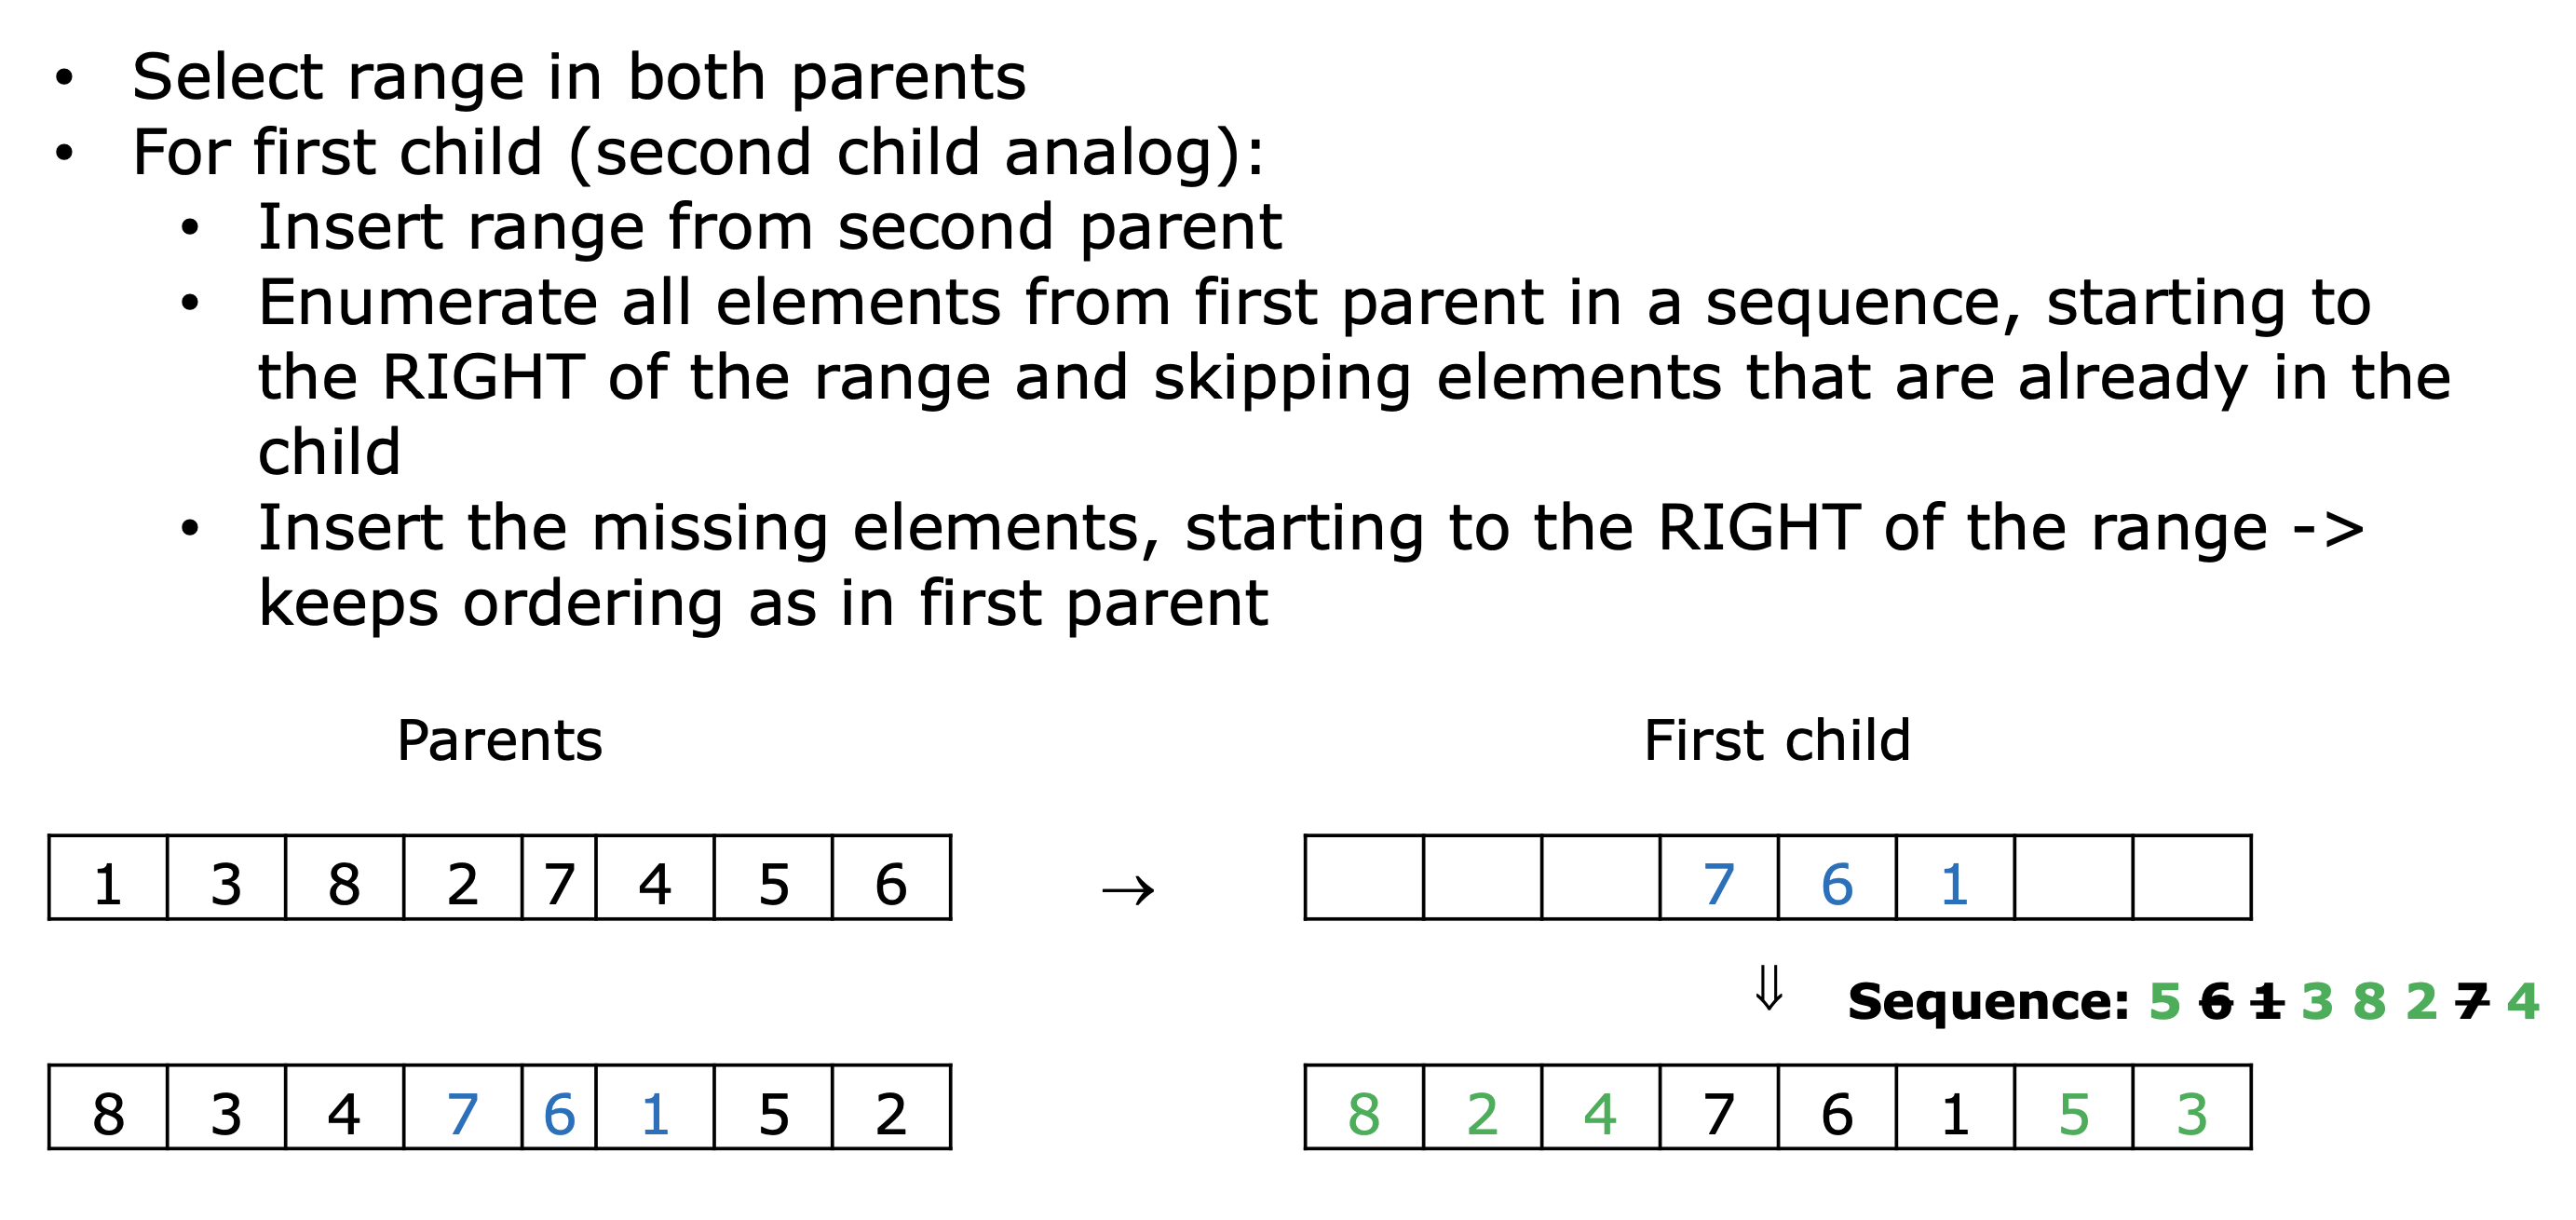 • Select range in both parents
• For first child (second child analog):
• Insert range from second parent
• Enumerate all elements from first parent in a sequence, starting to
the RIGHT of the range and skipping elements that are already in the
child
• Insert the missing elements, starting to the RIGHT of the range ->
keeps ordering as in first parent
Parents First child
1 3 8 2 7 4 5 6 → 7 6 1
⇓ Sequence: 5 6 1 3 8 2 7 4
8 3 4 7 6 1 5 2 8 2 4 7 6 1 5 3